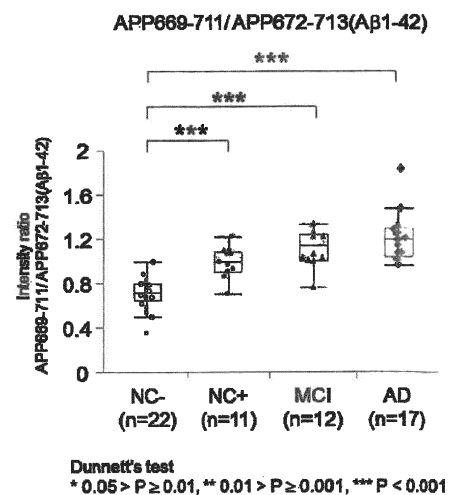 APP669-711/APP672-713(Aβ1-42)
***
***
***
Intensity ratio
APP669-711/APP672-713(Aβ1-42)
2
1.6
1.2
0.8
0.4
0
NC- NC+ MCI AD
(n=22) (n=11) (n=12) (n=17)
Dunnett's test
* 0.05 > P ≥ 0.01, ** 0.01 > P ≥ 0.001, *** P < 0.001